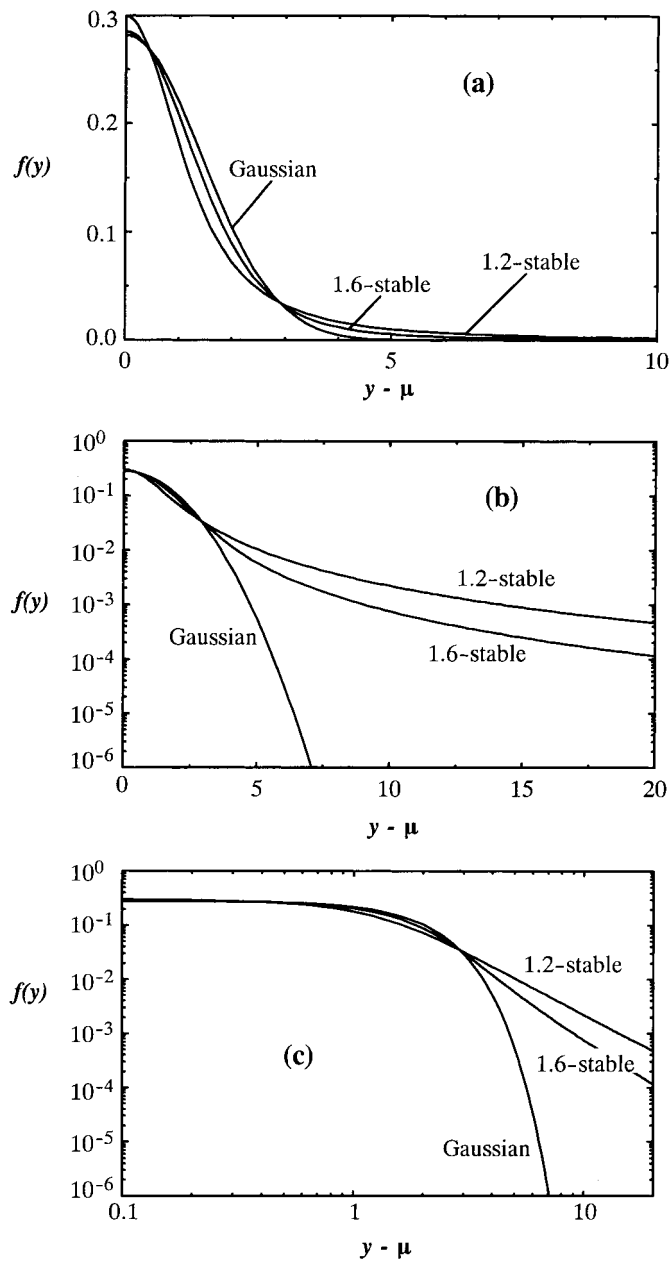 0.3
(a)
0.2
f(y)
Gaussian
0.1
1.2-stable
1.6-stable
0.0
0 5 10
y - μ
10^0
10^-1
(b)
10^-2
1.2-stable
f(y)
10^-3
Gaussian
1.6-stable
10^-4
10^-5
10^-6
0 5 10 15 20
y - μ
10^0
10^-1
1.2-stable
f(y)
10^-2
10^-3
(c)
1.6-stable
10^-4
Gaussian
10^-5
10^-6
0.1 1 10
y - μ